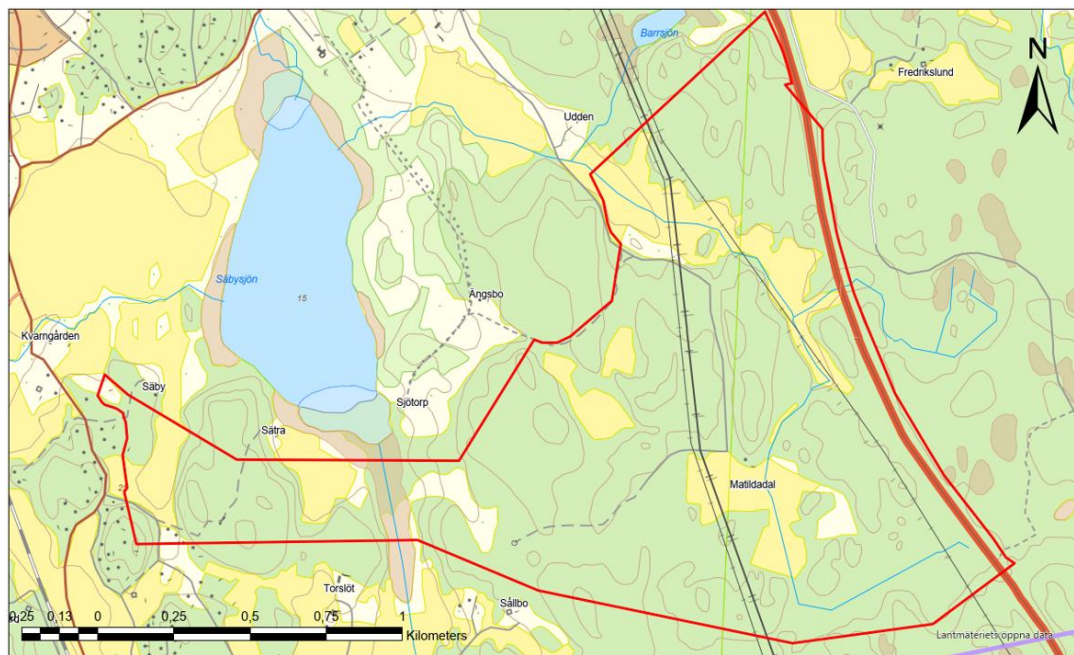 Barrsjön
N
Fredrikslund
K
Udden
Säbysjön
15
Ängsbo
Kvarngården
Säby
Sjötorp
Sätra
Matildadal
Torslöt
Sållbo
0,25 0,13 0 0,25 0,5 0,75 1
Kilometers
Lantmäteriets öppna data